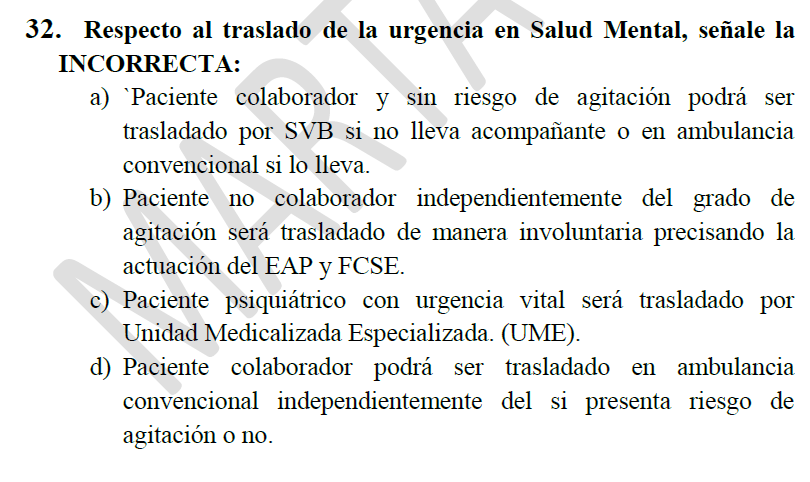 32. Respecto al traslado de la urgencia en Salud Mental, señale la
INCORRECTA:
a) `Paciente colaborador y sin riesgo de agitación podrá ser
trasladado por SVB si no lleva acompañante o en ambulancia
convencional si lo lleva.
b) Paciente no colaborador independientemente del grado de
agitación será trasladado de manera involuntaria precisando la
actuación del EAP y FCSE.
c) Paciente psiquiátrico con urgencia vital será trasladado por
Unidad Medicalizada Especializada. (UME).
d) Paciente colaborador podrá ser trasladado en ambulancia
convencional independientemente del si presenta riesgo de
agitación o no.
MARTA